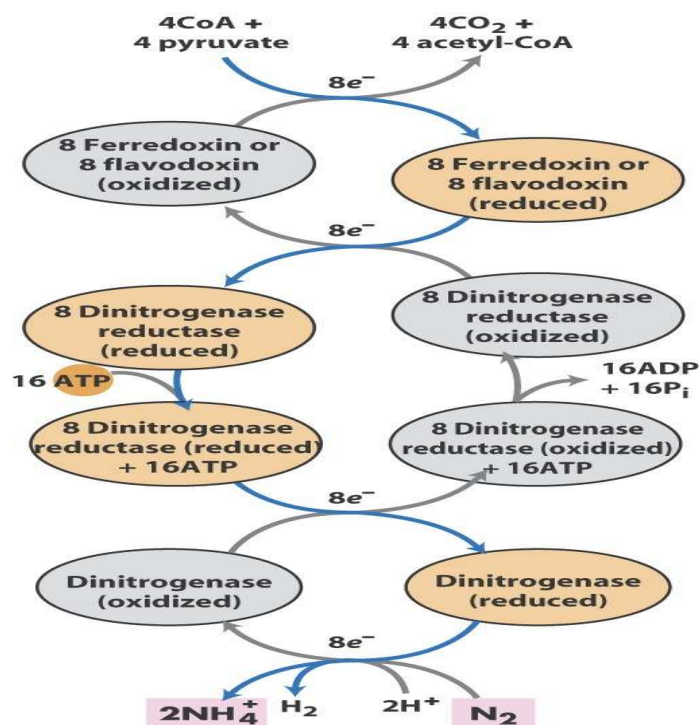 4CoA +
4 pyruvate
4CO₂ +
4 acetyl-CoA
8e⁻
8 Ferredoxin or
8 flavodoxin
(oxidized)
8 Ferredoxin or
8 flavodoxin
(reduced)
8e⁻
8 Dinitrogenase
reductase
(reduced)
8 Dinitrogenase
reductase
(oxidized)
16 ATP
16ADP
+ 16Pᵢ
8 Dinitrogenase
reductase (reduced)
+ 16ATP
8 Dinitrogenase
reductase (oxidized)
+ 16ATP
8e⁻
Dinitrogenase
(oxidized)
Dinitrogenase
(reduced)
8e⁻
2NH₄⁺
H₂
2H⁺
N₂